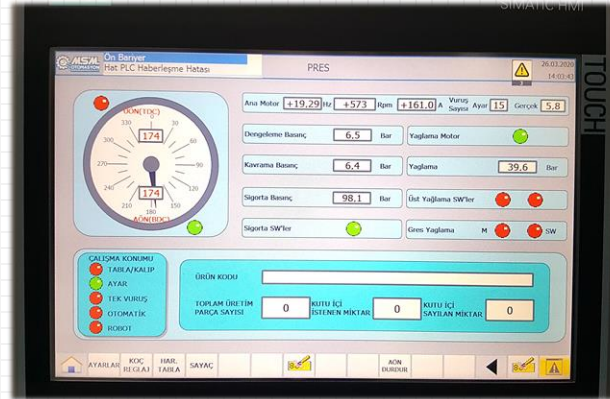 SIMATIC HMI
TOUCH
MSM
OTOMASYON
Ön Bariyer
Hat PLC Haberleşme Hatası
PRES
26.03.2020
14:03:43
ÜÖN(TDC)
0
30
60
90
150
180
210
240
270
300
330
174
174
AÖN(BDC)
Ana Motor +19,29 Hz +573 Rpm +161,0 A Vuruş Sayısı Ayar 15 Gerçek 5,8
Dengeleme Basınç 6,5 Bar Yaglama Motor
Kavrama Basınç 6,4 Bar Yaglama 39,6 Bar
Sigorta Basınç 98,1 Bar Üst Yağlama SW'ler
Sigorta SW'ler Gres Yaglama M SW
ÇALIŞMA KONUMU
TABLA/KALIP
AYAR
TEK VURUŞ
OTOMATİK
ROBOT
ÜRÜN KODU
TOPLAM ÜRETİM PARÇA SAYISI 0 KUTU İÇİ İSTENEN MİKTAR 0 KUTU İÇİ SAYILAN MİKTAR 0
AYARLAR KOÇ REGLAJ HAR. TABLA SAYAÇ AÖN DURDUR